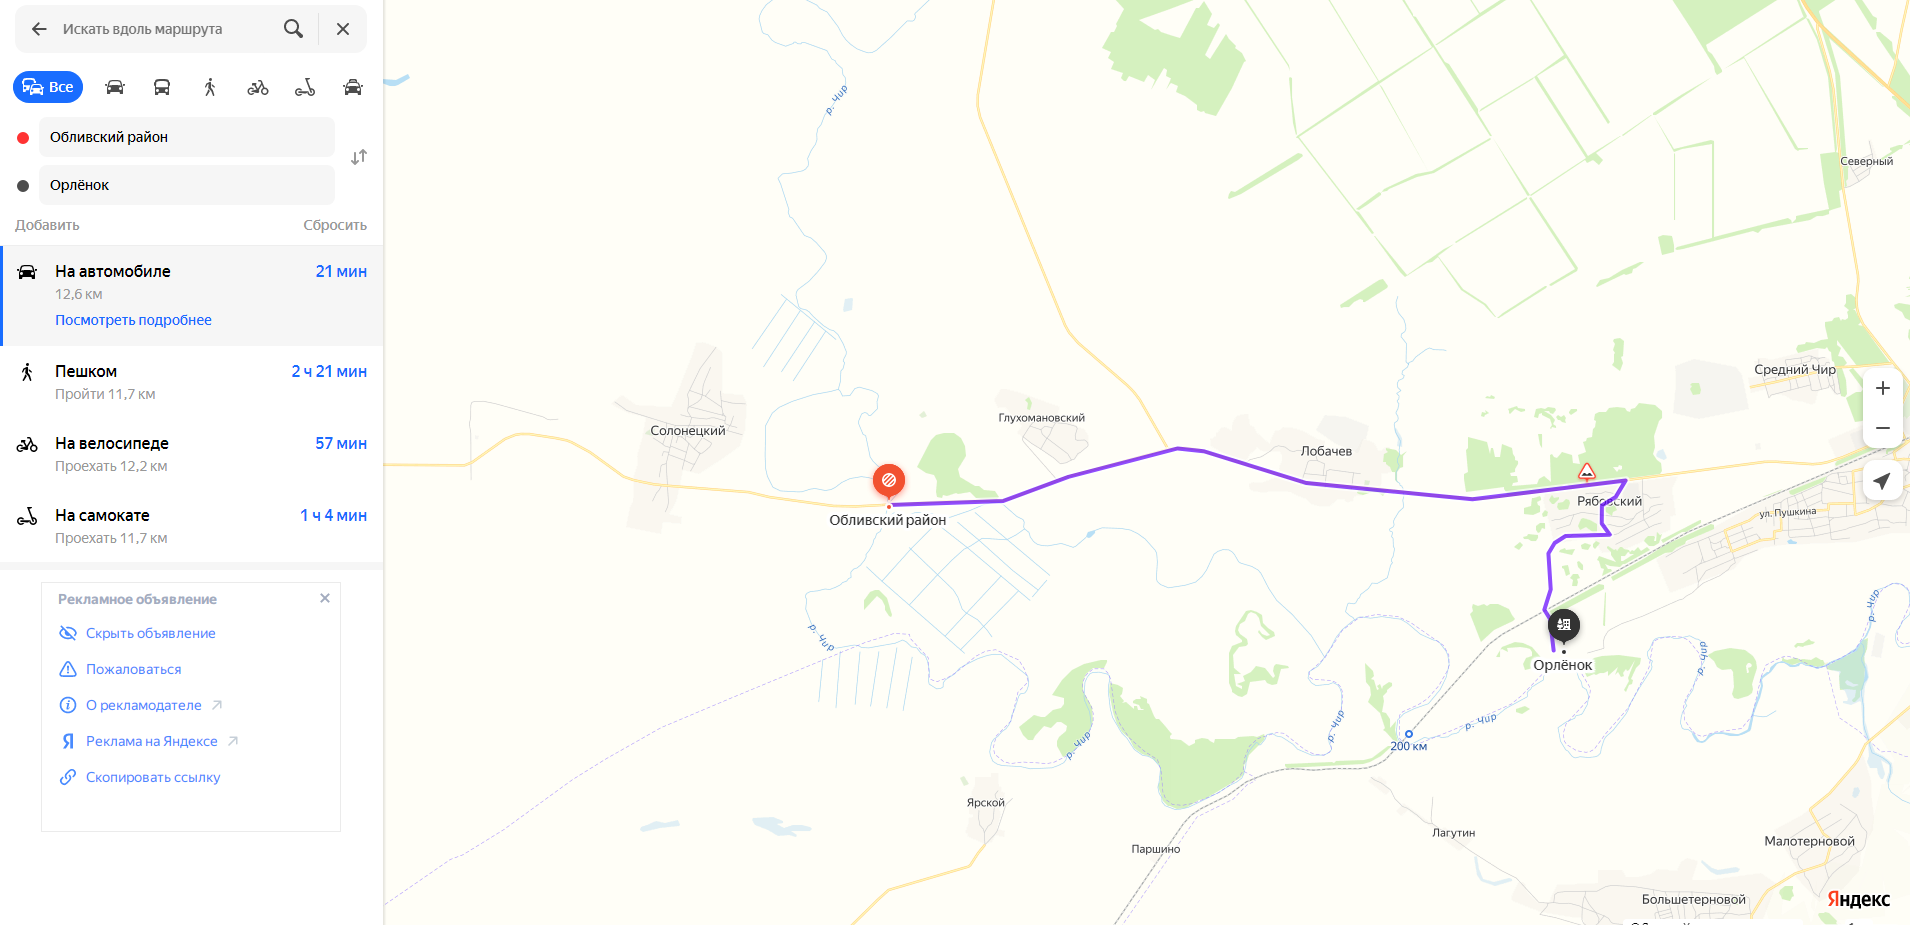 Искать вдоль маршрута
Все
Обливский район
Орлёнок
Добавить
Сбросить
На автомобиле
21 мин
12,6 км
Посмотреть подробнее
Пешком
2 ч 21 мин
Пройти 11,7 км
На велосипеде
57 мин
Проехать 12,2 км
На самокате
1 ч 4 мин
Проехать 11,7 км
Рекламное объявление
Скрыть объявление
Пожаловаться
О рекламодателе
Я Реклама на Яндексе
Скопировать ссылку
р. Чир
Северный
Средний Чир
Глухомановский
Солонецкий
Лобачев
Рябовский
ул. Пушкина
Обливский район
р. Чир
р. Чир
р. Чир
Орлёнок
р. Чир
р. Чир
р. Чир
200 км
Ярской
Лагутин
Паршино
Малотерновой
Большетерновой
Яндекс